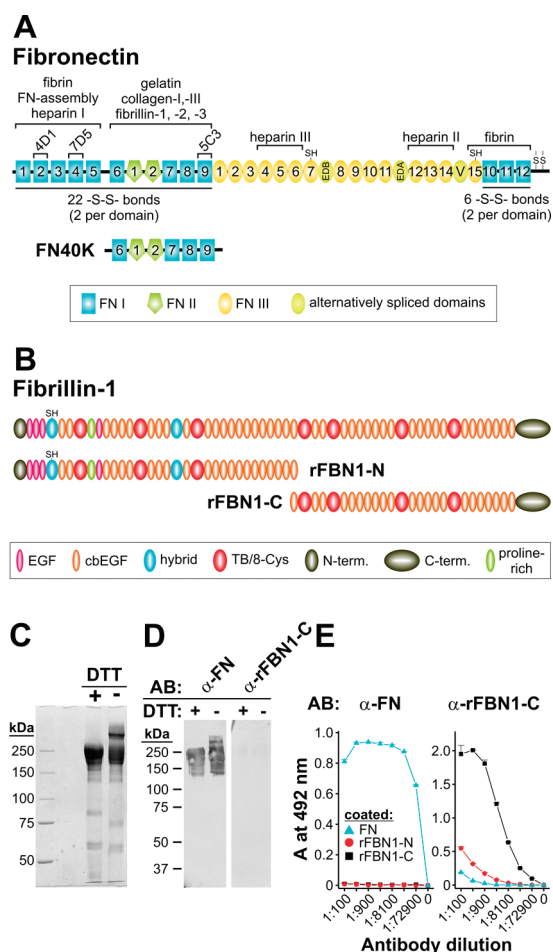 A
Fibronectin
fibrin
FN-assembly
heparin I
gelatin
collagen-I,-III
fibrillin-1, -2, -3
4D1
7D5
5C3
heparin III
heparin II
fibrin
SH
SH
S S
1 2 3 4 5 6 1 2 7 8 9 1 2 3 4 5 6 7 EDB 8 9 10 11 EDA 12 13 14 V 15 10 11 12
22 -S-S- bonds
(2 per domain)
6 -S-S- bonds
(2 per domain)
FN40K
6 1 2 7 8 9
FN I
FN II
FN III
alternatively spliced domains
B
Fibrillin-1
SH
SH
rFBN1-N
rFBN1-C
EGF
cbEGF
hybrid
TB/8-Cys
N-term.
C-term.
proline-
rich
C
DTT
+ -
kDa
250
150
100
75
50
D
AB: α-FN α-rFBN1-C
DTT: + - + -
kDa
250
150
100
75
50
37
E
AB: α-FN α-rFBN1-C
A at 492 nm
1.0
0.8
0.6
0.4
0.2
0
2.0
1.5
1.0
0.5
0
coated:
FN
rFBN1-N
rFBN1-C
1:100
1:900
1:8100
1:72900
0
1:100
1:900
1:8100
1:72900
0
Antibody dilution